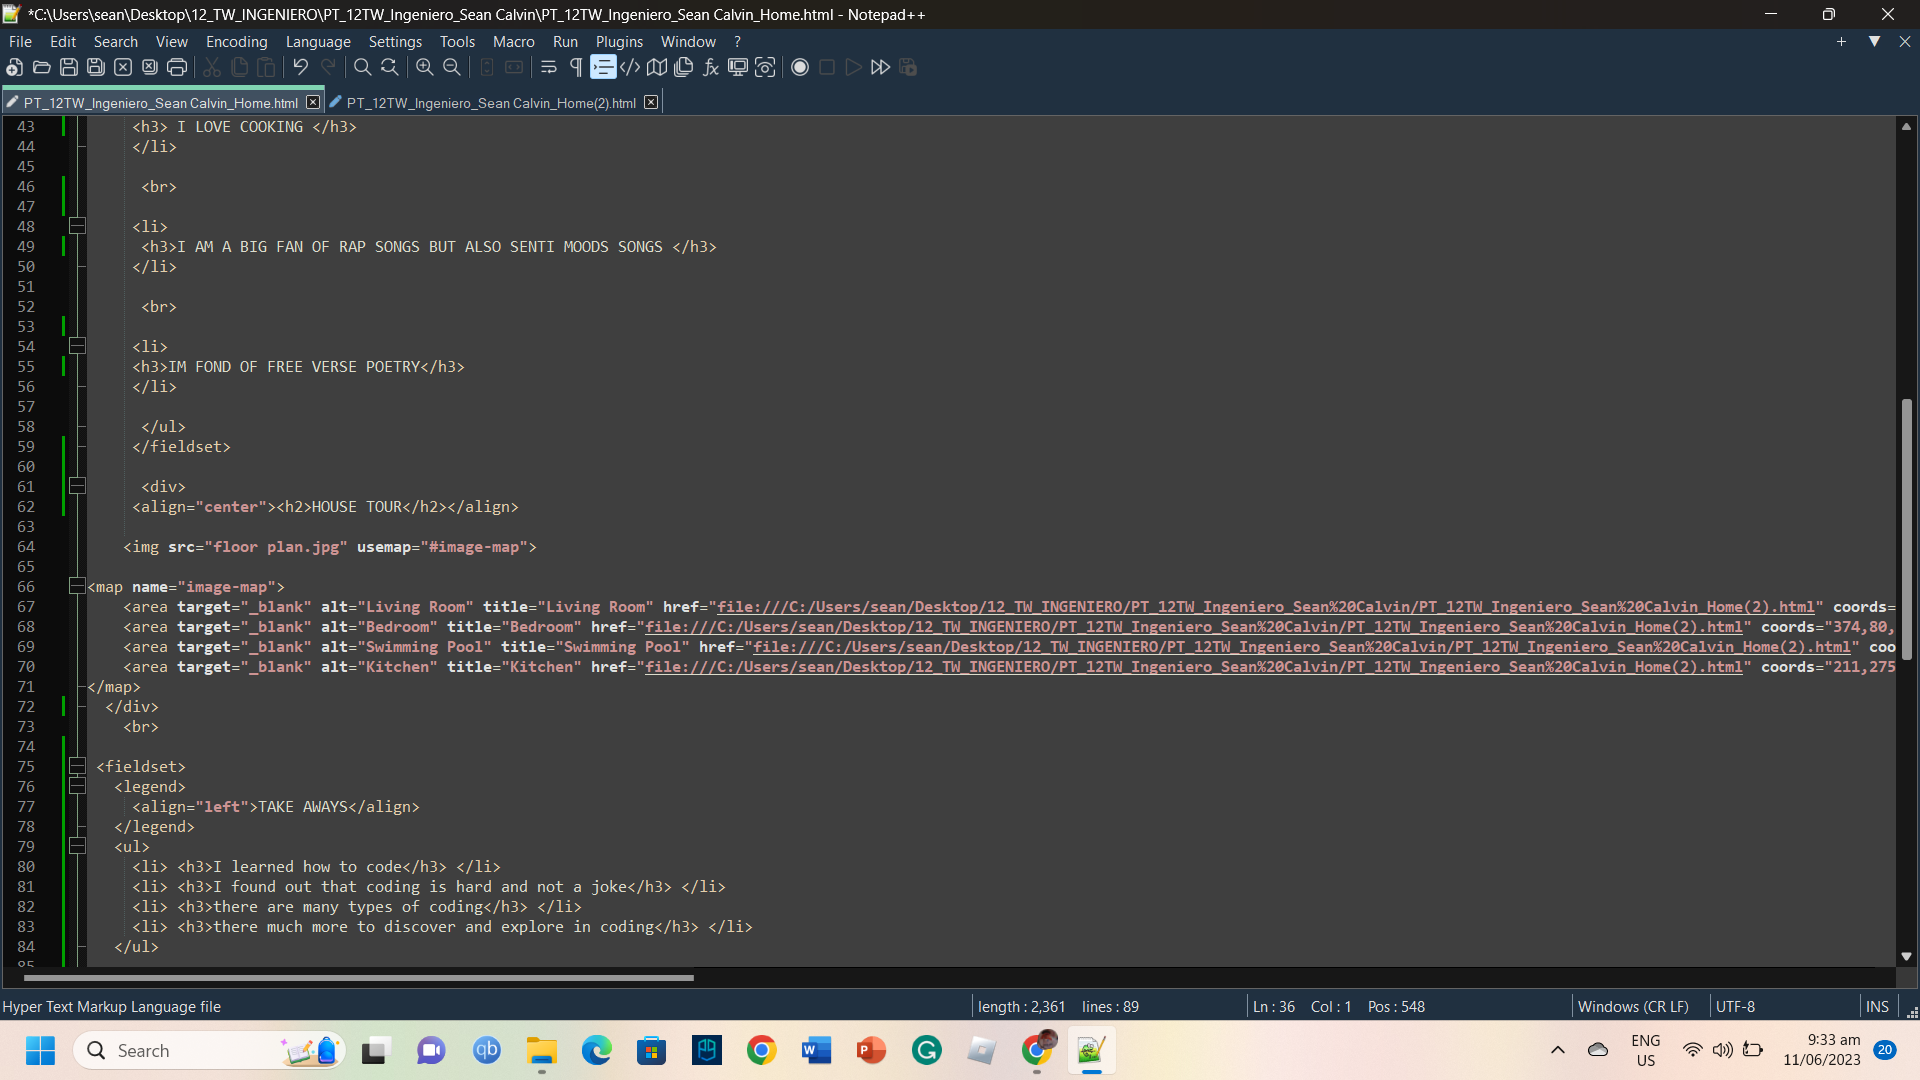 *C:\Users\sean\Desktop\12_TW_INGENIERO\PT_12TW_Ingeniero_Sean Calvin\PT_12TW_Ingeniero_Sean Calvin_Home.html - Notepad++
File Edit Search View Encoding Language Settings Tools Macro Run Plugins Window ?
PT_12TW_Ingeniero_Sean Calvin_Home.html PT_12TW_Ingeniero_Sean Calvin_Home(2).html
43 <h3> I LOVE COOKING </h3>
44 </li>
45
46 <br>
47
48 <li>
49 <h3>I AM A BIG FAN OF RAP SONGS BUT ALSO SENTI MOODS SONGS </h3>
50 </li>
51
52 <br>
53
54 <li>
55 <h3>IM FOND OF FREE VERSE POETRY</h3>
56 </li>
57
58 </ul>
59 </fieldset>
60
61 <div>
62 <align="center"><h2>HOUSE TOUR</h2></align>
63
64 <img src="floor plan.jpg" usemap="#image-map">
65
66 <map name="image-map">
67 <area target="_blank" alt="Living Room" title="Living Room" href="file:///C:/Users/sean/Desktop/12_TW_INGENIERO/PT_12TW_Ingeniero_Sean%20Calvin/PT_12TW_Ingeniero_Sean%20Calvin_Home(2).html" coords=
68 <area target="_blank" alt="Bedroom" title="Bedroom" href="file:///C:/Users/sean/Desktop/12_TW_INGENIERO/PT_12TW_Ingeniero_Sean%20Calvin/PT_12TW_Ingeniero_Sean%20Calvin_Home(2).html" coords="374,80,
69 <area target="_blank" alt="Swimming Pool" title="Swimming Pool" href="file:///C:/Users/sean/Desktop/12_TW_INGENIERO/PT_12TW_Ingeniero_Sean%20Calvin/PT_12TW_Ingeniero_Sean%20Calvin_Home(2).html" coo
70 <area target="_blank" alt="Kitchen" title="Kitchen" href="file:///C:/Users/sean/Desktop/12_TW_INGENIERO/PT_12TW_Ingeniero_Sean%20Calvin/PT_12TW_Ingeniero_Sean%20Calvin_Home(2).html" coords="211,275
71 </map>
72 </div>
73 <br>
74
75 <fieldset>
76 <legend>
77 <align="left">TAKE AWAYS</align>
78 </legend>
79 <ul>
80 <li> <h3>I learned how to code</h3> </li>
81 <li> <h3>I found out that coding is hard and not a joke</h3> </li>
82 <li> <h3>there are many types of coding</h3> </li>
83 <li> <h3>there much more to discover and explore in coding</h3> </li>
84 </ul>
85
Hyper Text Markup Language file length : 2,361 lines : 89 Ln : 36 Col : 1 Pos : 548 Windows (CR LF) UTF-8 INS
Search
ENG
US
9:33 am
11/06/2023
20